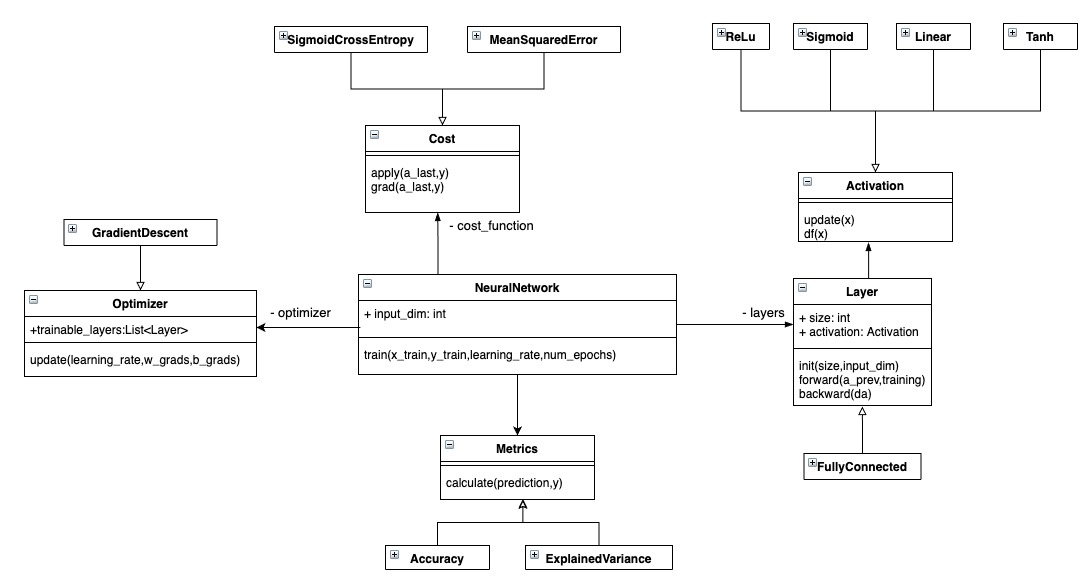 SigmoidCrossEntropy
MeanSquaredError
ReLu
Sigmoid
Linear
Tanh
Cost
apply(a_last,y)
grad(a_last,y)
Activation
update(x)
df(x)
- cost_function
GradientDescent
Optimizer
+trainable_layers:List<Layer>
update(learning_rate,w_grads,b_grads)
- optimizer
NeuralNetwork
+ input_dim: int
train(x_train,y_train,learning_rate,num_epochs)
- layers
Layer
+ size: int
+ activation: Activation
init(size,input_dim)
forward(a_prev,training)
backward(da)
Metrics
calculate(prediction,y)
FullyConnected
Accuracy
ExplainedVariance